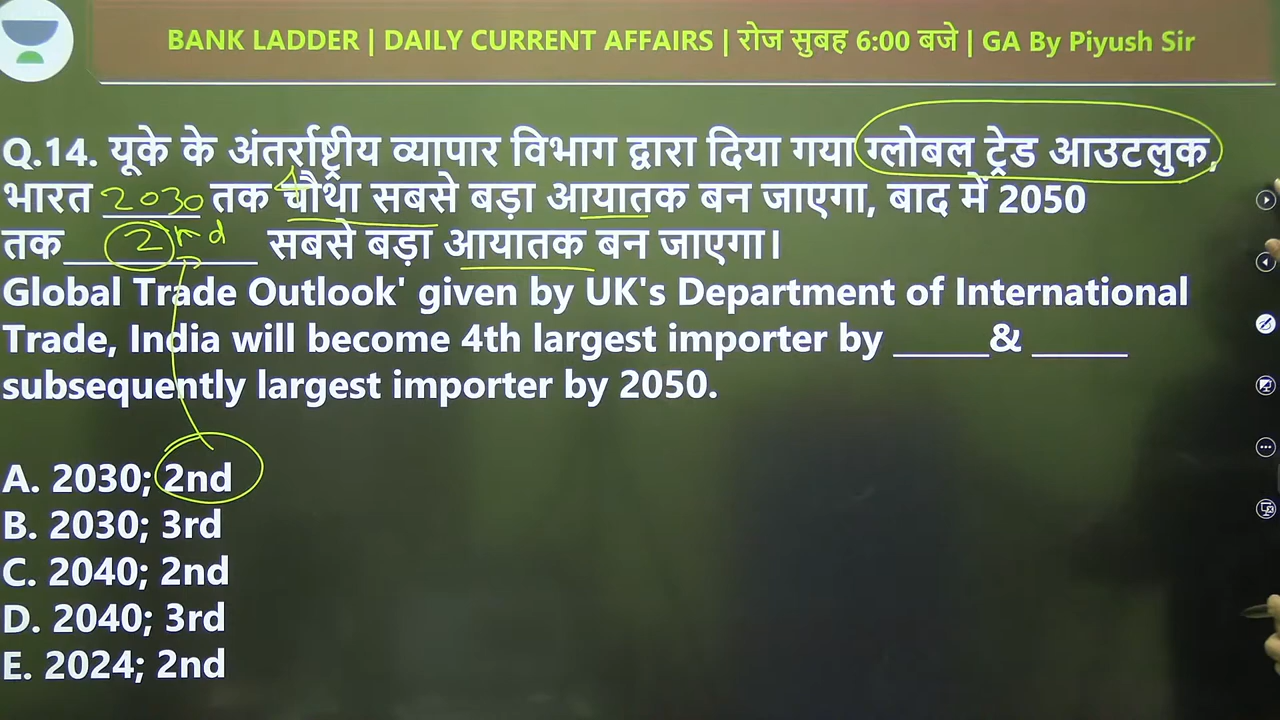 BANK LADDER | DAILY CURRENT AFFAIRS | रोज सुबह 6:00 बजे | GA By Piyush Sir
Q.14. यूके के अंतर्राष्ट्रीय व्यापार विभाग द्वारा दिया गया ग्लोबल ट्रेड आउटलुक,
भारत 2030 तक चौथा सबसे बड़ा आयातक बन जाएगा, बाद में 2050
तक 2nd सबसे बड़ा आयातक बन जाएगा।
Global Trade Outlook' given by UK's Department of International
Trade, India will become 4th largest importer by _____& _____
subsequently largest importer by 2050.
A. 2030; 2nd
B. 2030; 3rd
C. 2040; 2nd
D. 2040; 3rd
E. 2024; 2nd